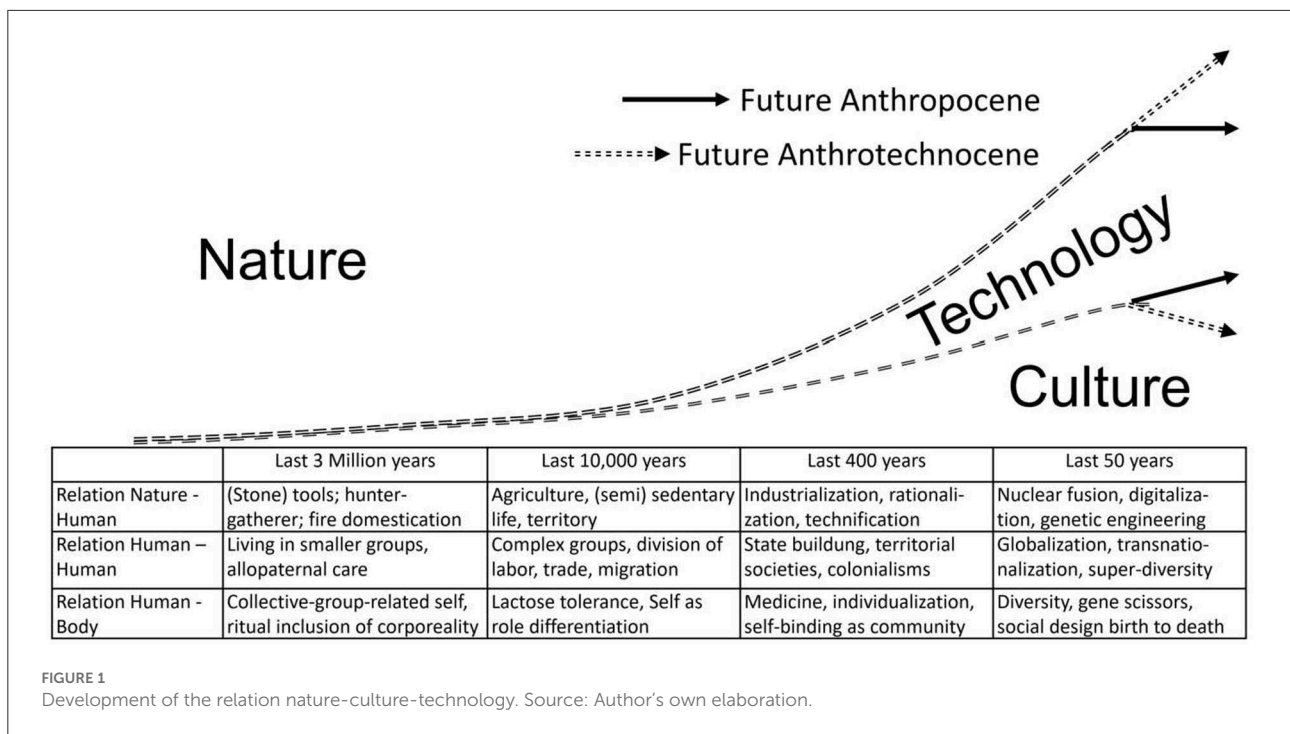 Future Anthropocene
Future Anthrotechnocene
Nature
Technology
Culture
Last 3 Million years Last 10,000 years Last 400 years Last 50 years
Relation Nature - (Stone) tools; hunter- Agriculture, (semi) sedentary Industrialization, rationali- Nuclear fusion, digitaliza-
Human gatherer; fire domestication life, territory zation, technification tion, genetic engineering
Relation Human – Living in smaller groups, Complex groups, division of State buildung, territorial Globalization, transnatio-
Human allopaternal care labor, trade, migration societies, colonialisms nalization, super-diversity
Relation Human - Collective-group-related self, Lactose tolerance, Self as Medicine, individualization, Diversity, gene scissors,
Body ritual inclusion of corporeality role differentiation self-binding as community social design birth to death
FIGURE 1
Development of the relation nature-culture-technology. Source: Author's own elaboration.